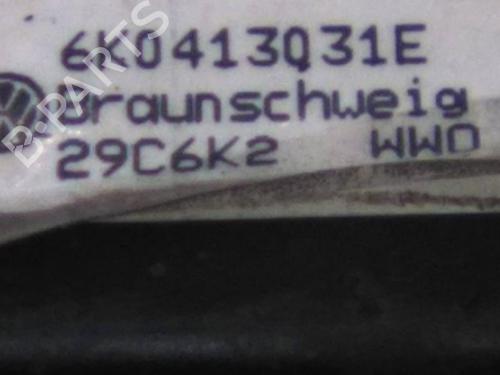 6K0413031E
Braunschweig
29C6K2 WWO
B-PARTS